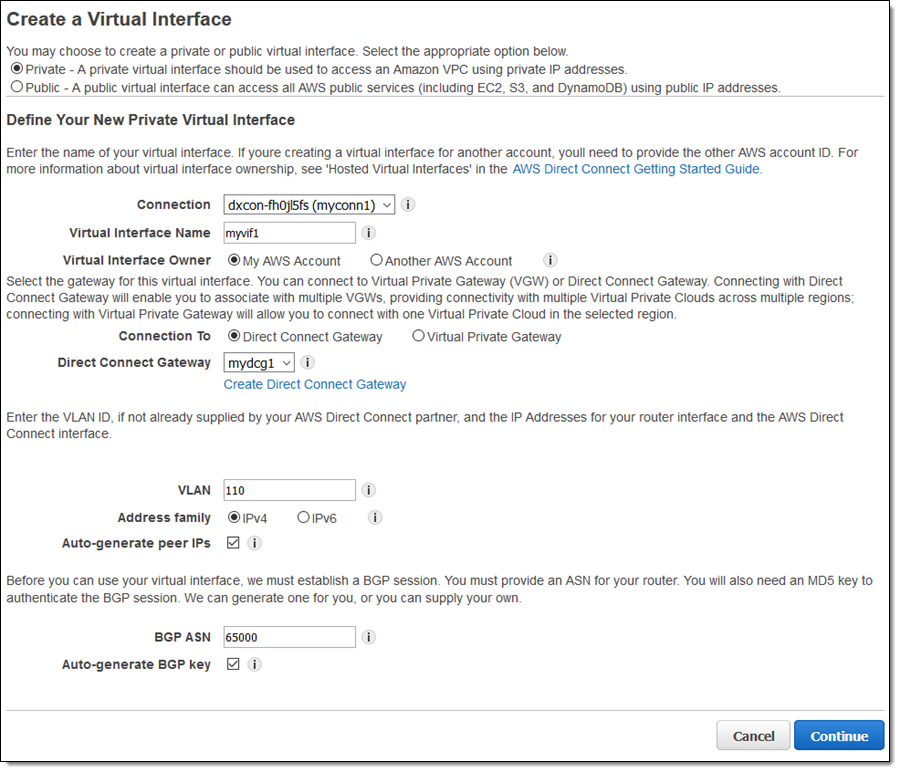 Create a Virtual Interface
You may choose to create a private or public virtual interface. Select the appropriate option below.
Private - A private virtual interface should be used to access an Amazon VPC using private IP addresses.
Public - A public virtual interface can access all AWS public services (including EC2, S3, and DynamoDB) using public IP addresses.
Define Your New Private Virtual Interface
Enter the name of your virtual interface. If youre creating a virtual interface for another account, youll need to provide the other AWS account ID. For
more information about virtual interface ownership, see 'Hosted Virtual Interfaces' in the AWS Direct Connect Getting Started Guide.
Connection dxcon-fh0jl5fs (myconn1) i
Virtual Interface Name myvif1 i
Virtual Interface Owner My AWS Account Another AWS Account i
Select the gateway for this virtual interface. You can connect to Virtual Private Gateway (VGW) or Direct Connect Gateway. Connecting with Direct
Connect Gateway will enable you to associate with multiple VGWs, providing connectivity with multiple Virtual Private Clouds across multiple regions;
connecting with Virtual Private Gateway will allow you to connect with one Virtual Private Cloud in the selected region.
Connection To Direct Connect Gateway Virtual Private Gateway
Direct Connect Gateway mydcg1 i
Create Direct Connect Gateway
Enter the VLAN ID, if not already supplied by your AWS Direct Connect partner, and the IP Addresses for your router interface and the AWS Direct
Connect interface.
VLAN 110 i
Address family IPv4 IPv6 i
Auto-generate peer IPs i
Before you can use your virtual interface, we must establish a BGP session. You must provide an ASN for your router. You will also need an MD5 key to
authenticate the BGP session. We can generate one for you, or you can supply your own.
BGP ASN 65000 i
Auto-generate BGP key i
Cancel Continue